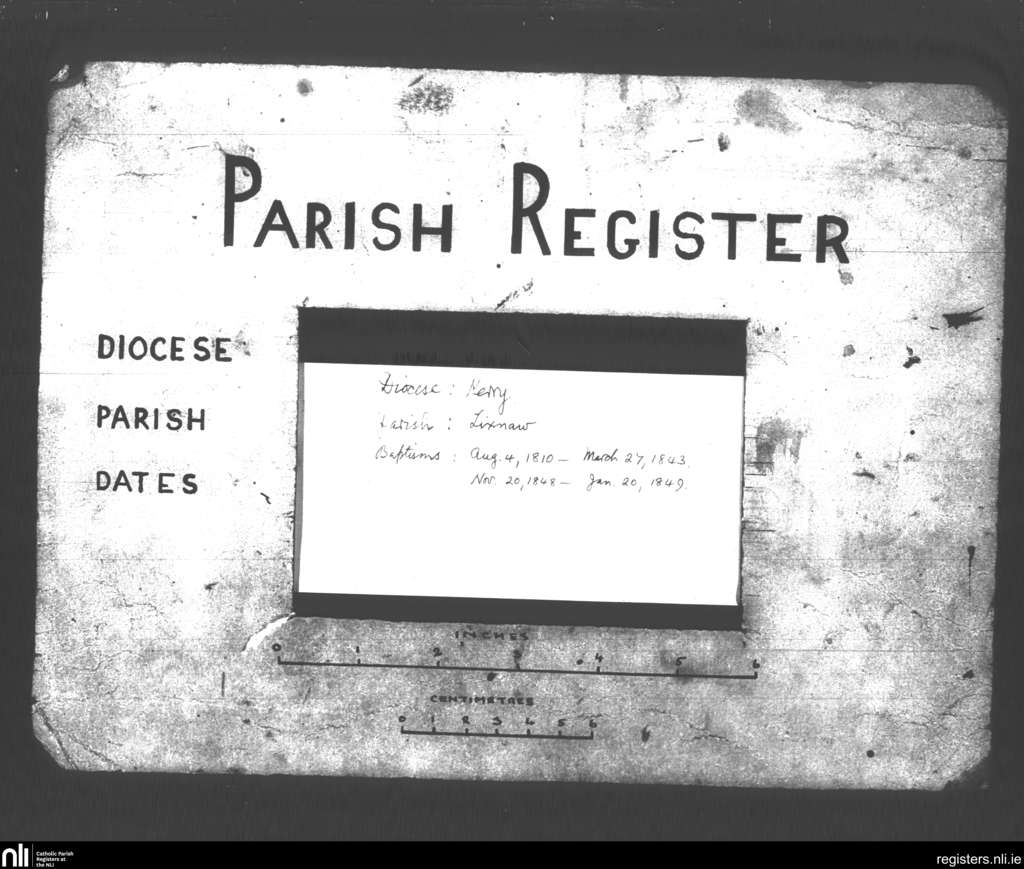 PARISH REGISTER
DIOCESE
PARISH
DATES
Diocese : Kerry
Parish : Lixnaw
Baptisms : Aug. 4, 1810 – March 27, 1843.
Nov. 20, 1848 – Jan. 20, 1849.
INCHES
0 1 2 3 4 5 6
CENTIMETRES
0 1 2 3 4 5 6
nli
Catholic Parish
Registers at
the NLI
registers.nli.ie